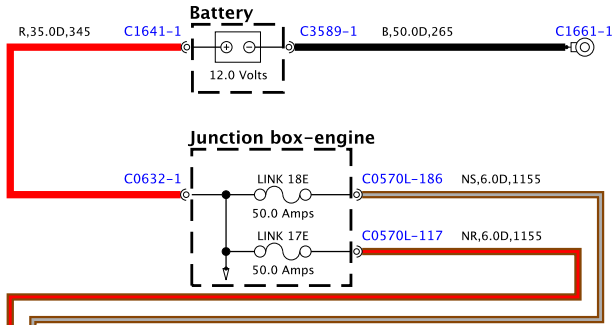 Battery
R,35.0D,345 C1641-1 C3589-1 B,50.0D,265 C1661-1
12.0 Volts
Junction box-engine
C0632-1 LINK 18E C0570L-186 NS,6.0D,1155
50.0 Amps
LINK 17E C0570L-117 NR,6.0D,1155
50.0 Amps